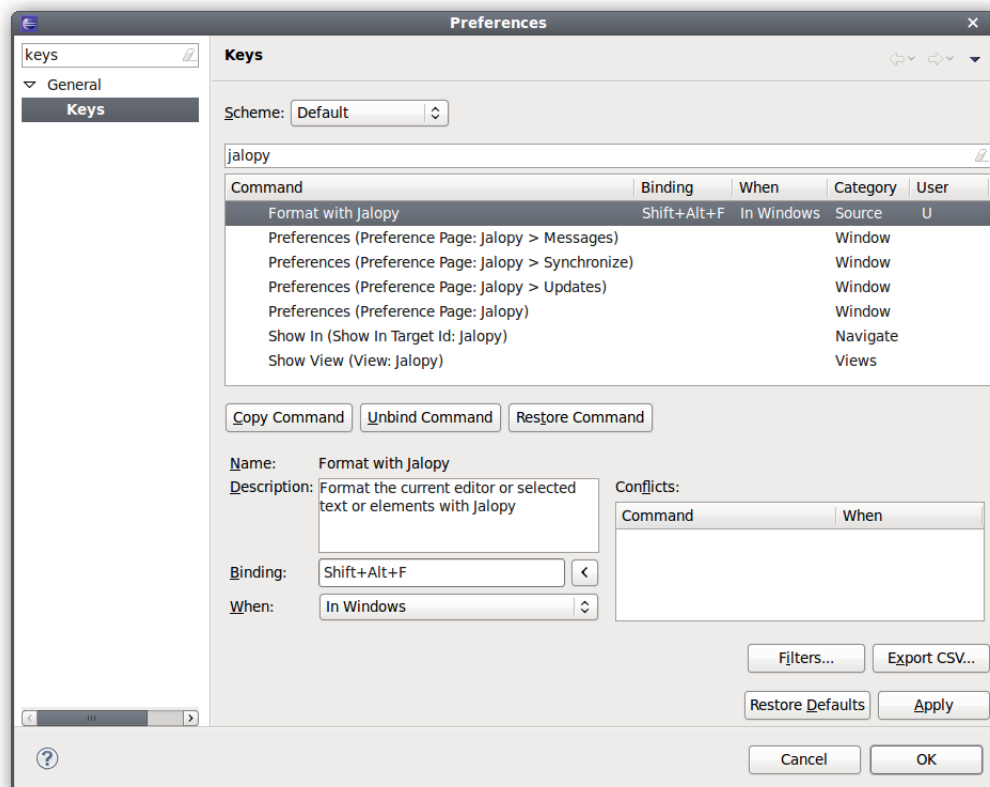 Preferences
keys
Keys
General
Keys
Scheme: Default
jalopy
Command Binding When Category User
Format with Jalopy Shift+Alt+F In Windows Source U
Preferences (Preference Page: Jalopy > Messages) Window
Preferences (Preference Page: Jalopy > Synchronize) Window
Preferences (Preference Page: Jalopy > Updates) Window
Preferences (Preference Page: Jalopy) Window
Show In (Show In Target Id: Jalopy) Navigate
Show View (View: Jalopy) Views
Copy Command Unbind Command Restore Command
Name: Format with Jalopy
Description: Format the current editor or selected
text or elements with Jalopy
Conflicts:
Command When
Binding: Shift+Alt+F <
When: In Windows
Filters... Export CSV...
Restore Defaults Apply
? Cancel OK